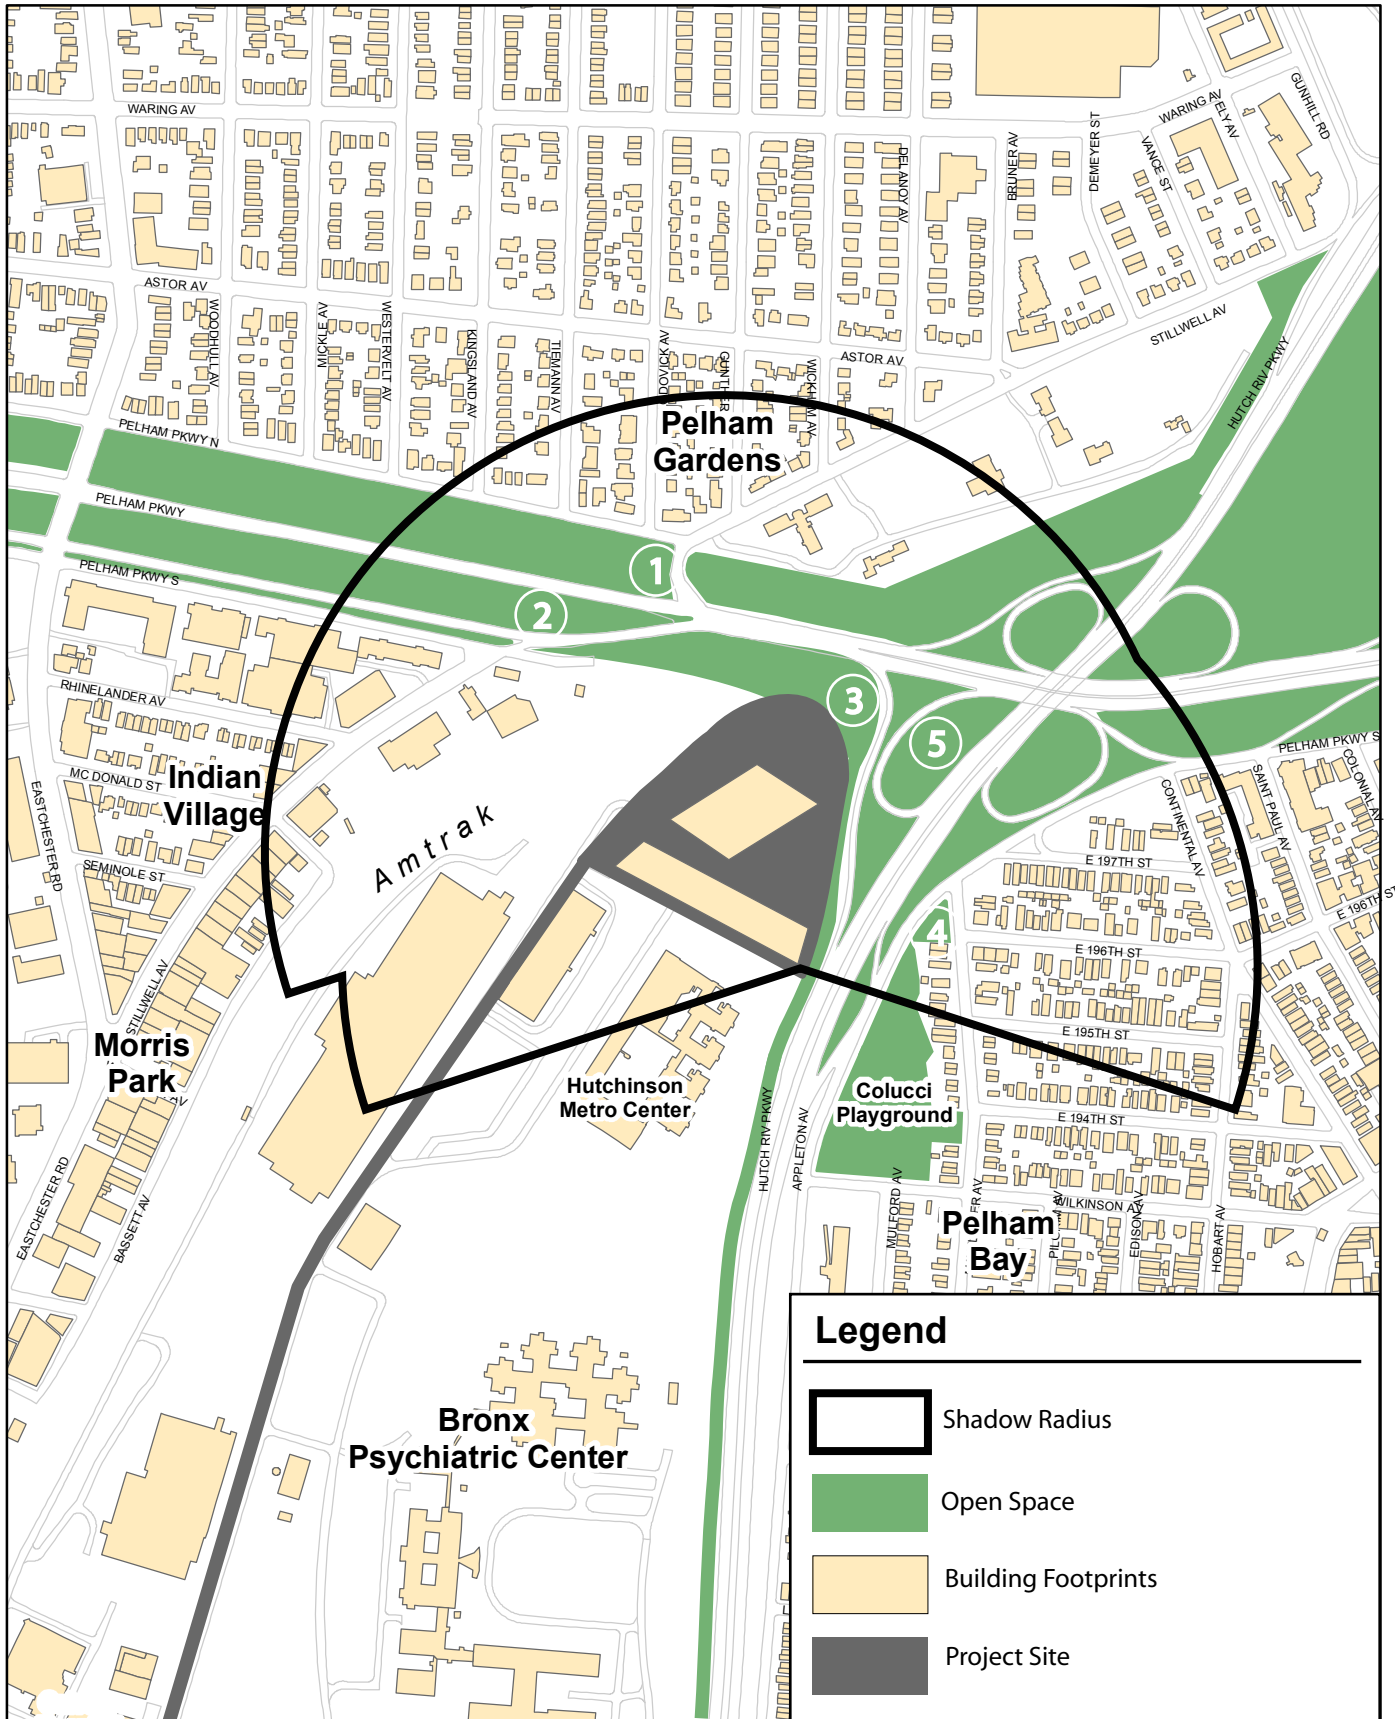 WARING AV
WARING AV
ELY AV
GUNHILL RD
DEMEYER ST
VANCE ST
BRUNER AV
DELANOY AV
ASTOR AV
WOODHULL AV
MICKLE AV
WESTERVELT AV
KINGSLAND AV
TIEMANN AV
GUNTHER
WICKHAM AV
ASTOR AV
STILLWELL AV
HUTCH RIV PKWY
Pelham
Gardens
PELHAM PKWY N
PELHAM PKWY
PELHAM PKWY S
1
2
3
5
4
RHINELANDER AV
MC DONALD ST
SEMINOLE ST
EASTCHESTER RD
Indian
Village
Amtrak
PELHAM PKWY S
CONTINENTAL AV
SAINT PAUL AV
COLONIAL AV
E 197TH ST
E 196TH ST
E 196TH ST
E 195TH ST
E 194TH ST
STILLWELL AV
Morris
Park
AV
Hutchinson
Metro Center
Colucci
Playground
HUTCH RIV PKWY
APPLETON AV
MULFORD AV
WILKINSON AV
EDISON AV
HOBART AV
Pelham
Bay
EASTCHESTER RD
BASSETT AV
Bronx
Psychiatric Center
Legend
Shadow Radius
Open Space
Building Footprints
Project Site